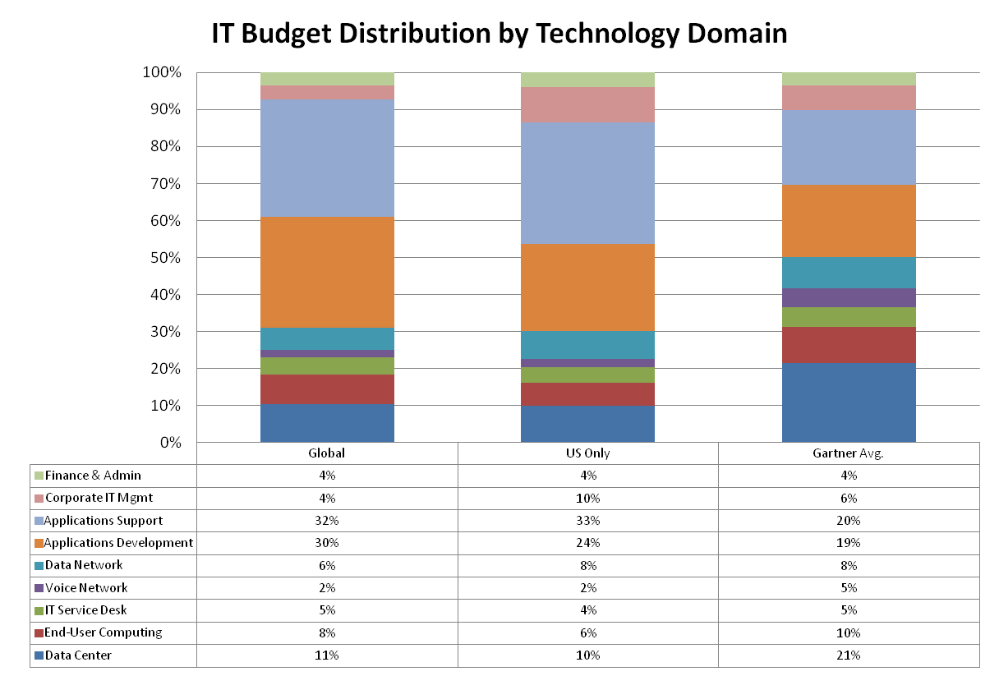 IT Budget Distribution by Technology Domain
100%
90%
80%
70%
60%
50%
40%
30%
20%
10%
0%
Global US Only Gartner Avg.
Finance & Admin 4% 4% 4%
Corporate IT Mgmt 4% 10% 6%
Applications Support 32% 33% 20%
Applications Development 30% 24% 19%
Data Network 6% 8% 8%
Voice Network 2% 2% 5%
IT Service Desk 5% 4% 5%
End-User Computing 8% 6% 10%
Data Center 11% 10% 21%